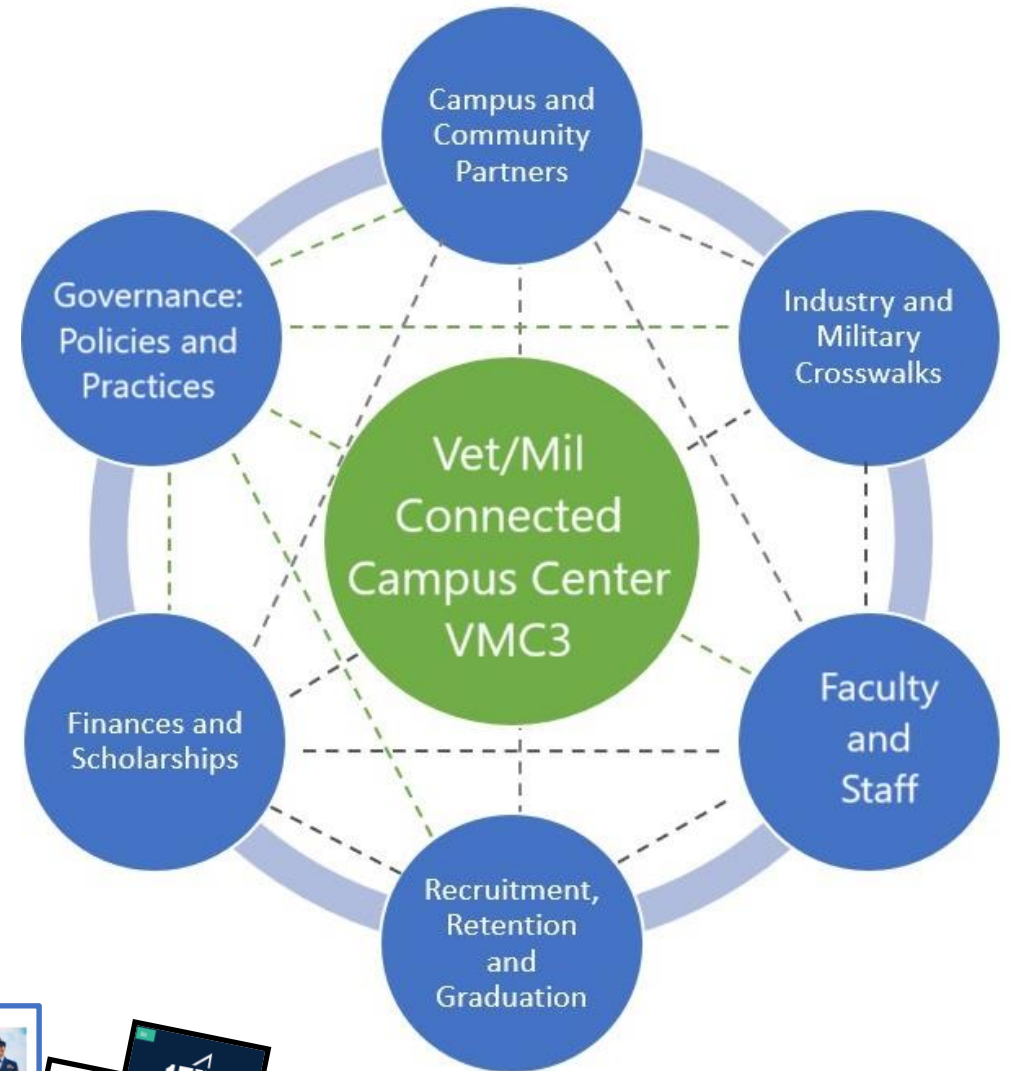 Campus and
Community
Partners
Industry and
Military
Crosswalks
Faculty
and
Staff
Recruitment,
Retention
and
Graduation
Finances and
Scholarships
Governance:
Policies and
Practices
Vet/Mil
Connected
Campus Center
VMC3